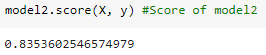 model2.score(X, y) #Score of model2
0.8353602546574979